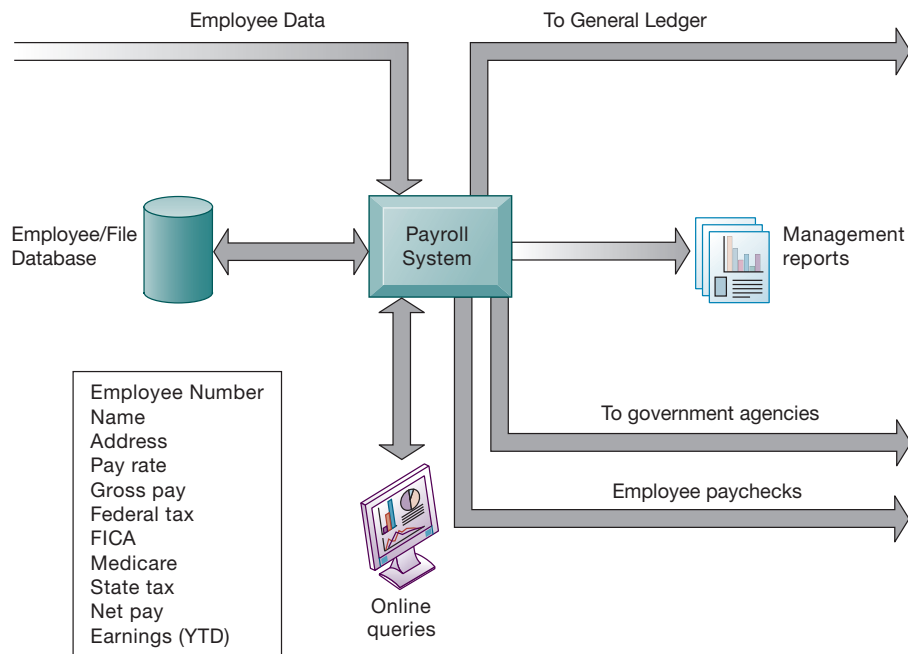 Employee Data
To General Ledger
Employee/File
Database
Payroll
System
Management
reports
Employee Number
Name
Address
Pay rate
Gross pay
Federal tax
FICA
Medicare
State tax
Net pay
Earnings (YTD)
To government agencies
Employee paychecks
Online
queries